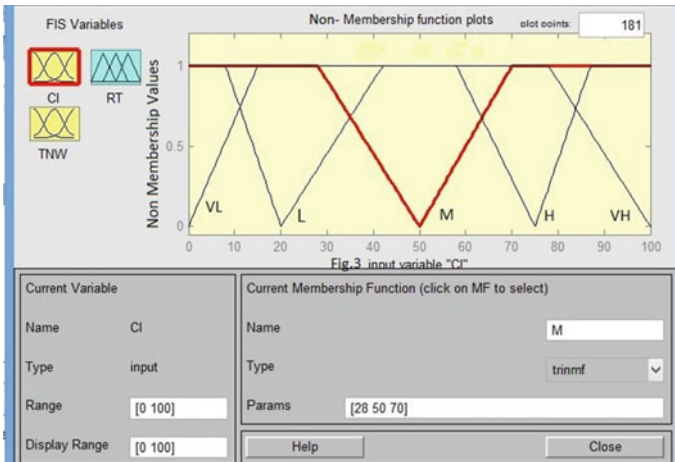 FIS Variables
Non- Membership function plots
plot points:
181
CI
RT
TNW
Non Membership Values
1
0.5
0
VL
L
M
H
VH
0 10 20 30 40 50 60 70 80 90 100
Fig.3 input variable "CI"
Current Variable
Name CI
Type input
Range [0 100]
Display Range [0 100]
Current Membership Function (click on MF to select)
Name M
Type trinmf
Params [28 50 70]
Help
Close